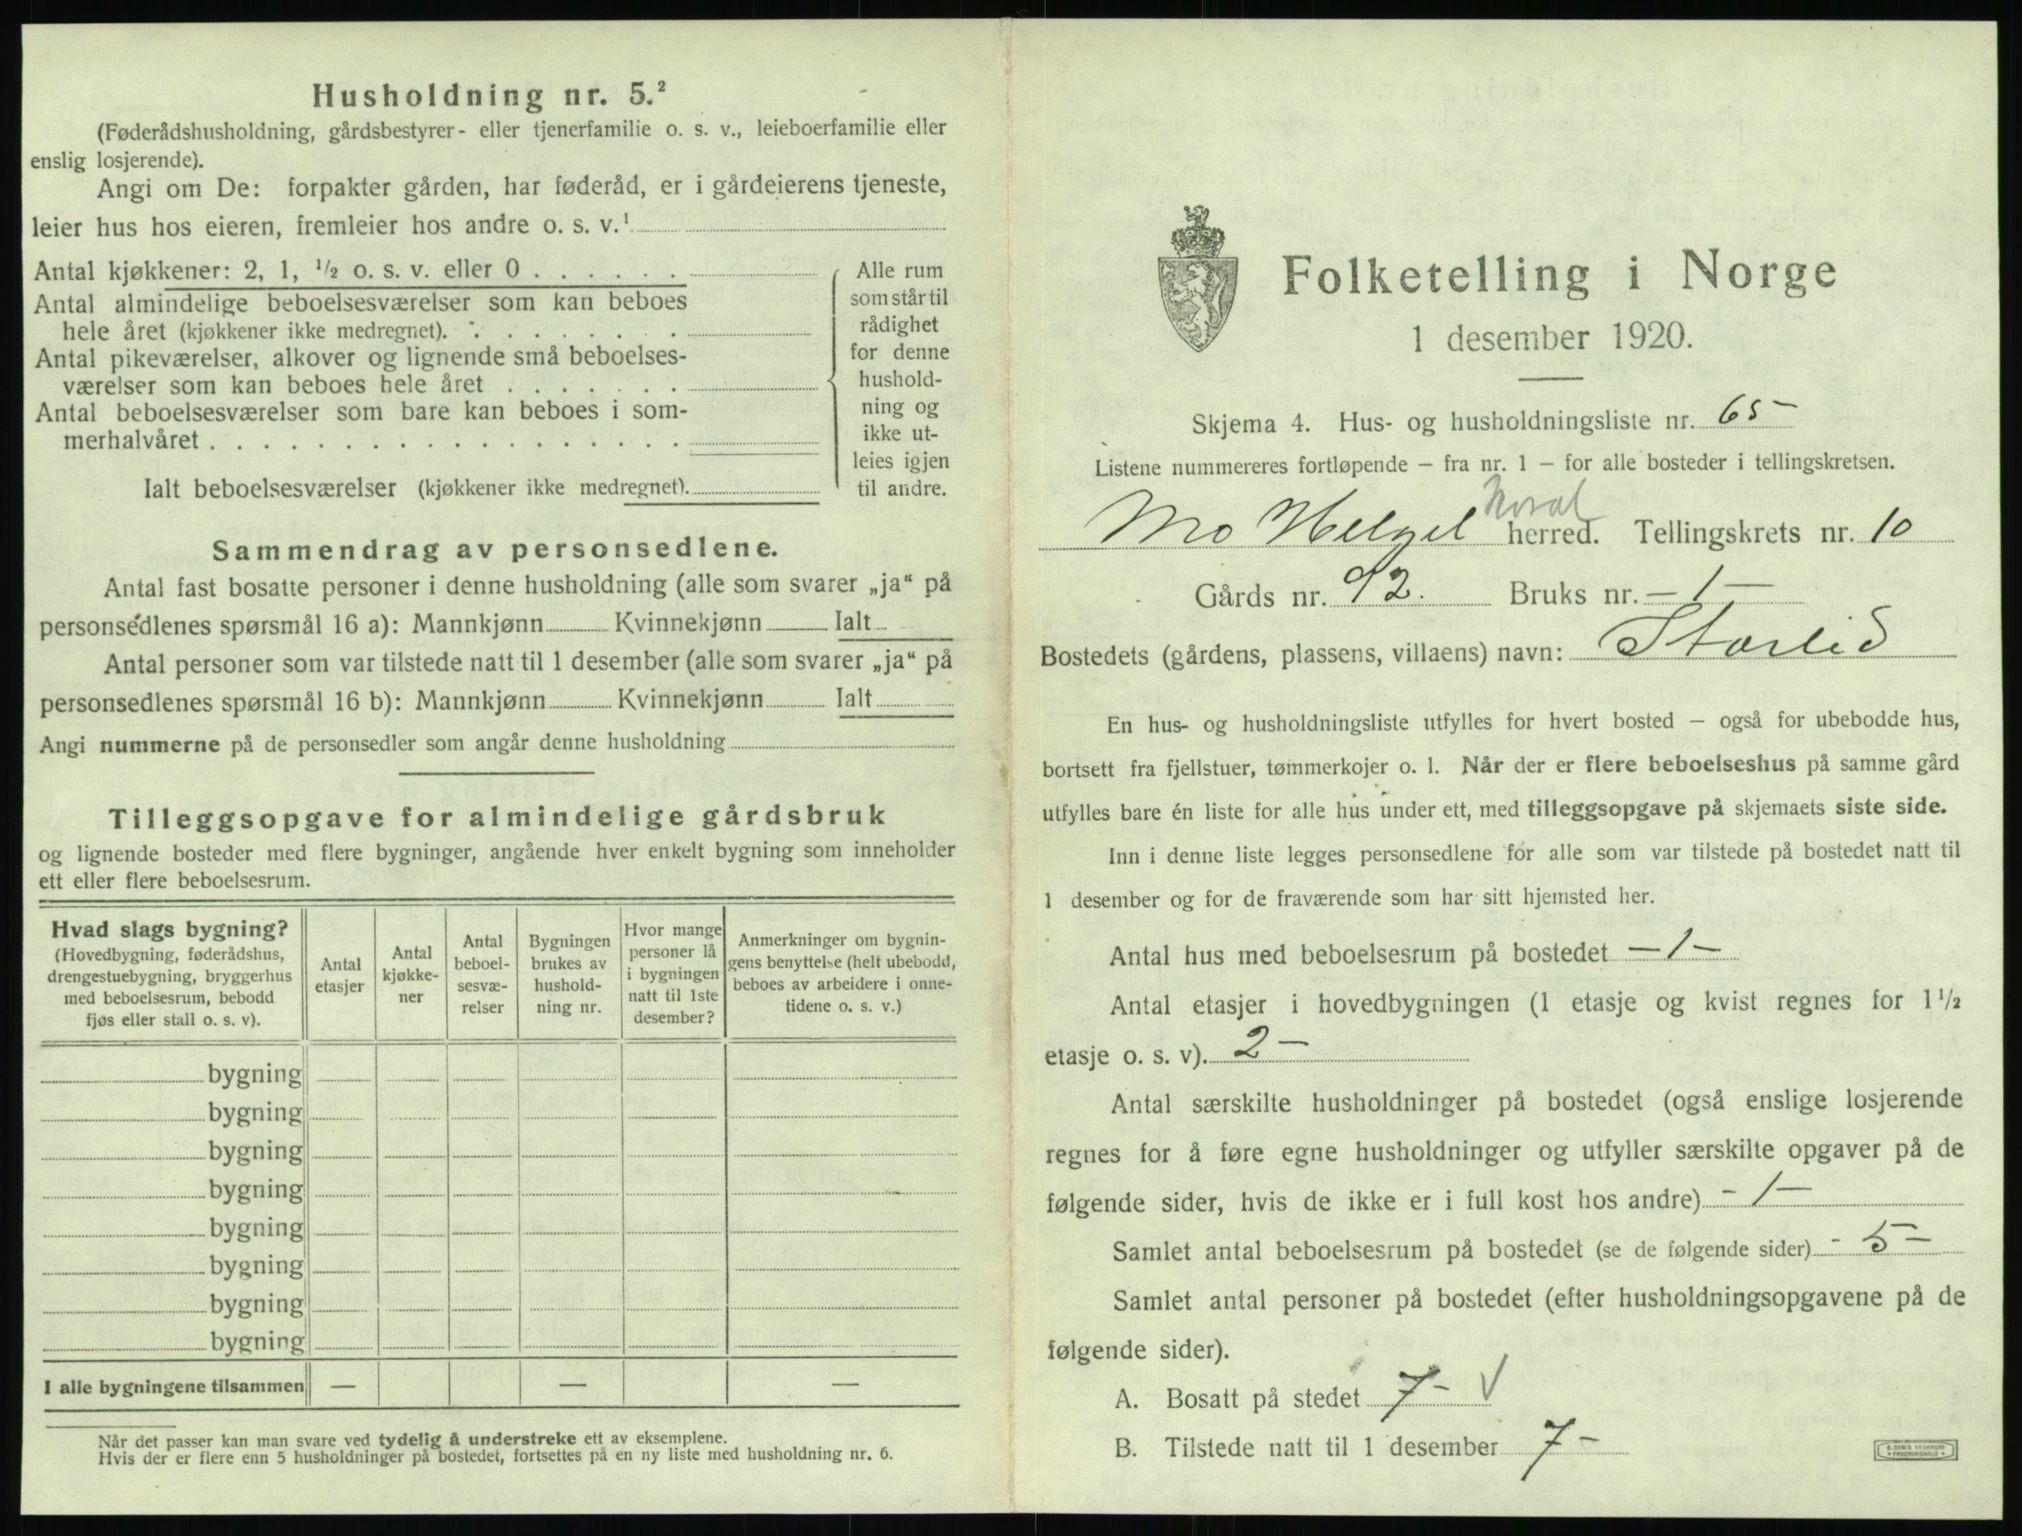 Husholdning nr. 5.²
(Føderådshusholdning, gårdsbestyrer- eller tjenerfamilie o. s. v., leieboerfamilie eller
enslig losjerende).
Angi om De: forpakter gården, har føderåd, er i gårdeierens tjeneste,
leier hus hos eieren, fremleier hos andre o. s. v.¹
Antal kjøkkener: 2, 1, ½ o. s. v. eller 0 . . . . . .
Antal almindelige beboelsesværelser som kan beboes
hele året (kjøkkener ikke medregnet). . . . . . . .
Antal pikeværelser, alkover og lignende små beboelses-
værelser som kan beboes hele året . . . . . . .
Antal beboelsesværelser som bare kan beboes i som-
merhalvåret . . . . . . . . . . . . . . . . . .
Ialt beboelsesværelser (kjøkkener ikke medregnet).
Alle rum
som står til
rådighet
for denne
hushold-
ning og
ikke ut-
leies igjen
til andre.
Sammendrag av personsedlene.
Antal fast bosatte personer i denne husholdning (alle som svarer „ja“ på
personsedlenes spørsmål 16 a): Mannkjønn Kvinnekjønn Ialt
Antal personer som var tilstede natt til 1 desember (alle som svarer „ja“ på
personsedlenes spørsmål 16 b): Mannkjønn Kvinnekjønn Ialt
Angi nummerne på de personsedler som angår denne husholdning
Tilleggsopgave for almindelige gårdsbruk
og lignende bosteder med flere bygninger, angående hver enkelt bygning som inneholder
ett eller flere beboelsesrum.
Hvad slags bygning?
(Hovedbygning, føderådshus,
drengestuebygning, bryggerhus
med beboelsesrum, bebodd
fjøs eller stall o. s. v).
Antal
etasjer
Antal
kjøkke-
ner
Antal
beboel-
sesvæ-
relser
Bygningen
brukes av
hushold-
ning nr.
Hvor mange
personer lå
i bygningen
natt til 1ste
desember?
Anmerkninger om bygnin-
gens benyttelse (helt ubebodd,
beboes av arbeidere i onne-
tidene o. s. v.)
bygning
bygning
bygning
bygning
bygning
bygning
bygning
bygning
I alle bygningene tilsammen — — —
Når det passer kan man svare ved tydelig å understreke ett av eksemplene.
Hvis der er flere enn 5 husholdninger på bostedet, fortsettes på en ny liste med husholdning nr. 6.
Folketelling i Norge
1 desember 1920.
Skjema 4. Hus- og husholdningsliste nr. 65-
Listene nummereres fortløpende – fra nr. 1 – for alle bosteder i tellingskretsen.
Mo Helgel herred. Tellingskrets nr. 10
Gårds nr. 92. Bruks nr. -1-
Bostedets (gårdens, plassens, villaens) navn: Storlid
En hus- og husholdningsliste utfylles for hvert bosted – også for ubebodde hus,
bortsett fra fjellstuer, tømmerkojer o. l. Når der er flere beboelseshus på samme gård
utfylles bare én liste for alle hus under ett, med tilleggsopgave på skjemaets siste side.
Inn i denne liste legges personsedlene for alle som var tilstede på bostedet natt til
1 desember og for de fraværende som har sitt hjemsted her.
Antal hus med beboelsesrum på bostedet -1-
Antal etasjer i hovedbygningen (1 etasje og kvist regnes for 1½
etasje o. s. v). 2-
Antal særskilte husholdninger på bostedet (også enslige losjerende
regnes for å føre egne husholdninger og utfyller særskilte opgaver på de
følgende sider, hvis de ikke er i full kost hos andre) -1-
Samlet antal beboelsesrum på bostedet (se de følgende sider) -5-
Samlet antal personer på bostedet (efter husholdningsopgavene på de
følgende sider).
A. Bosatt på stedet 7- V
B. Tilstede natt til 1 desember 7-